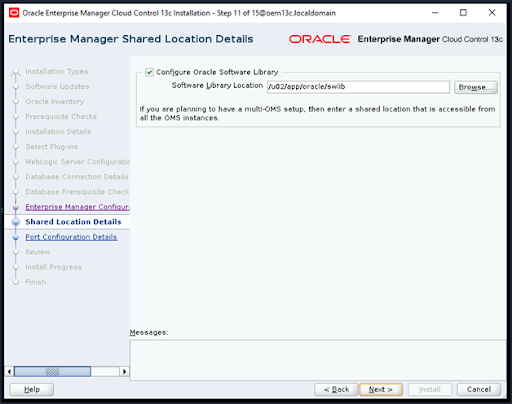 Oracle Enterprise Manager Cloud Control 13c Installation - Step 11 of 15@oem13c.localdomain
Enterprise Manager Shared Location Details
ORACLE Enterprise Manager Cloud Control 13c
Installation Types
Software Updates
Oracle Inventory
Prerequisite Checks
Installation Details
Select Plug-ins
WebLogic Server Configuratio
Database Connection Details
Database Prerequisite Check
Enterprise Manager Configura
Shared Location Details
Port Configuration Details
Review
Install Progress
Finish
Configure Oracle Software Library
Software Library Location /u02/app/oracle/swlib Browse...
If you are planning to have a multi-OMS setup, then enter a shared location that is accessible from
all the OMS instances.
Messages:
Help < Back Next > Install Cancel